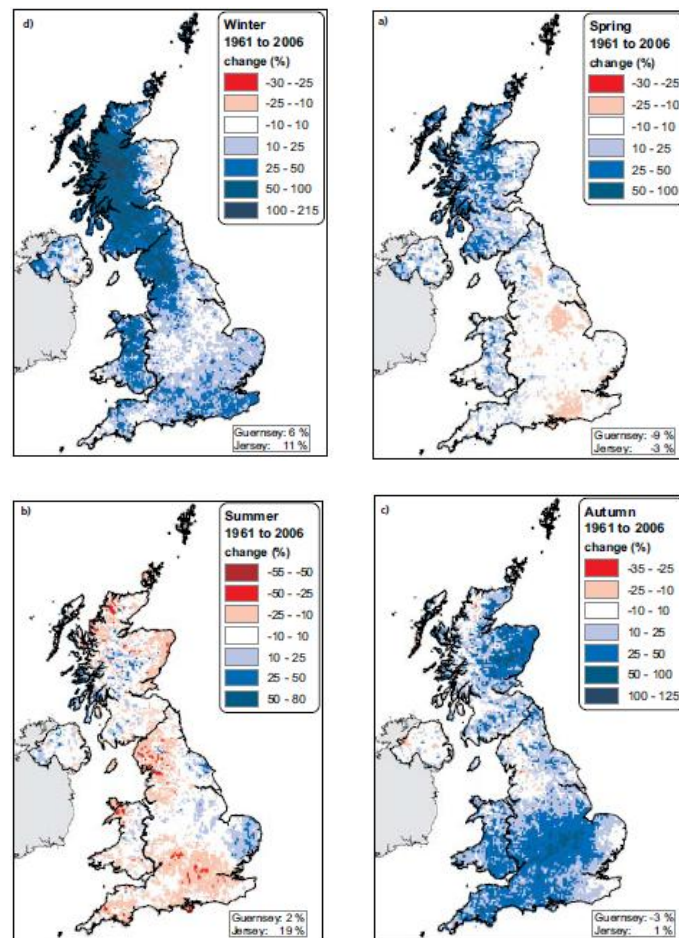 d)
Winter
1961 to 2006
change (%)
-30 - -25
-25 - -10
-10 - 10
10 - 25
25 - 50
50 - 100
100 - 215
Guernsey: 6 %
Jersey: 11 %
a)
Spring
1961 to 2006
change (%)
-30 - -25
-25 - -10
-10 - 10
10 - 25
25 - 50
50 - 100
Guernsey: -9 %
Jersey: -3 %
b)
Summer
1961 to 2006
change (%)
-55 - -50
-50 - -25
-25 - -10
-10 - 10
10 - 25
25 - 50
50 - 80
Guernsey: 2 %
Jersey: 19 %
c)
Autumn
1961 to 2006
change (%)
-35 - -25
-25 - -10
-10 - 10
10 - 25
25 - 50
50 - 100
100 - 125
Guernsey: -3 %
Jersey: 1 %